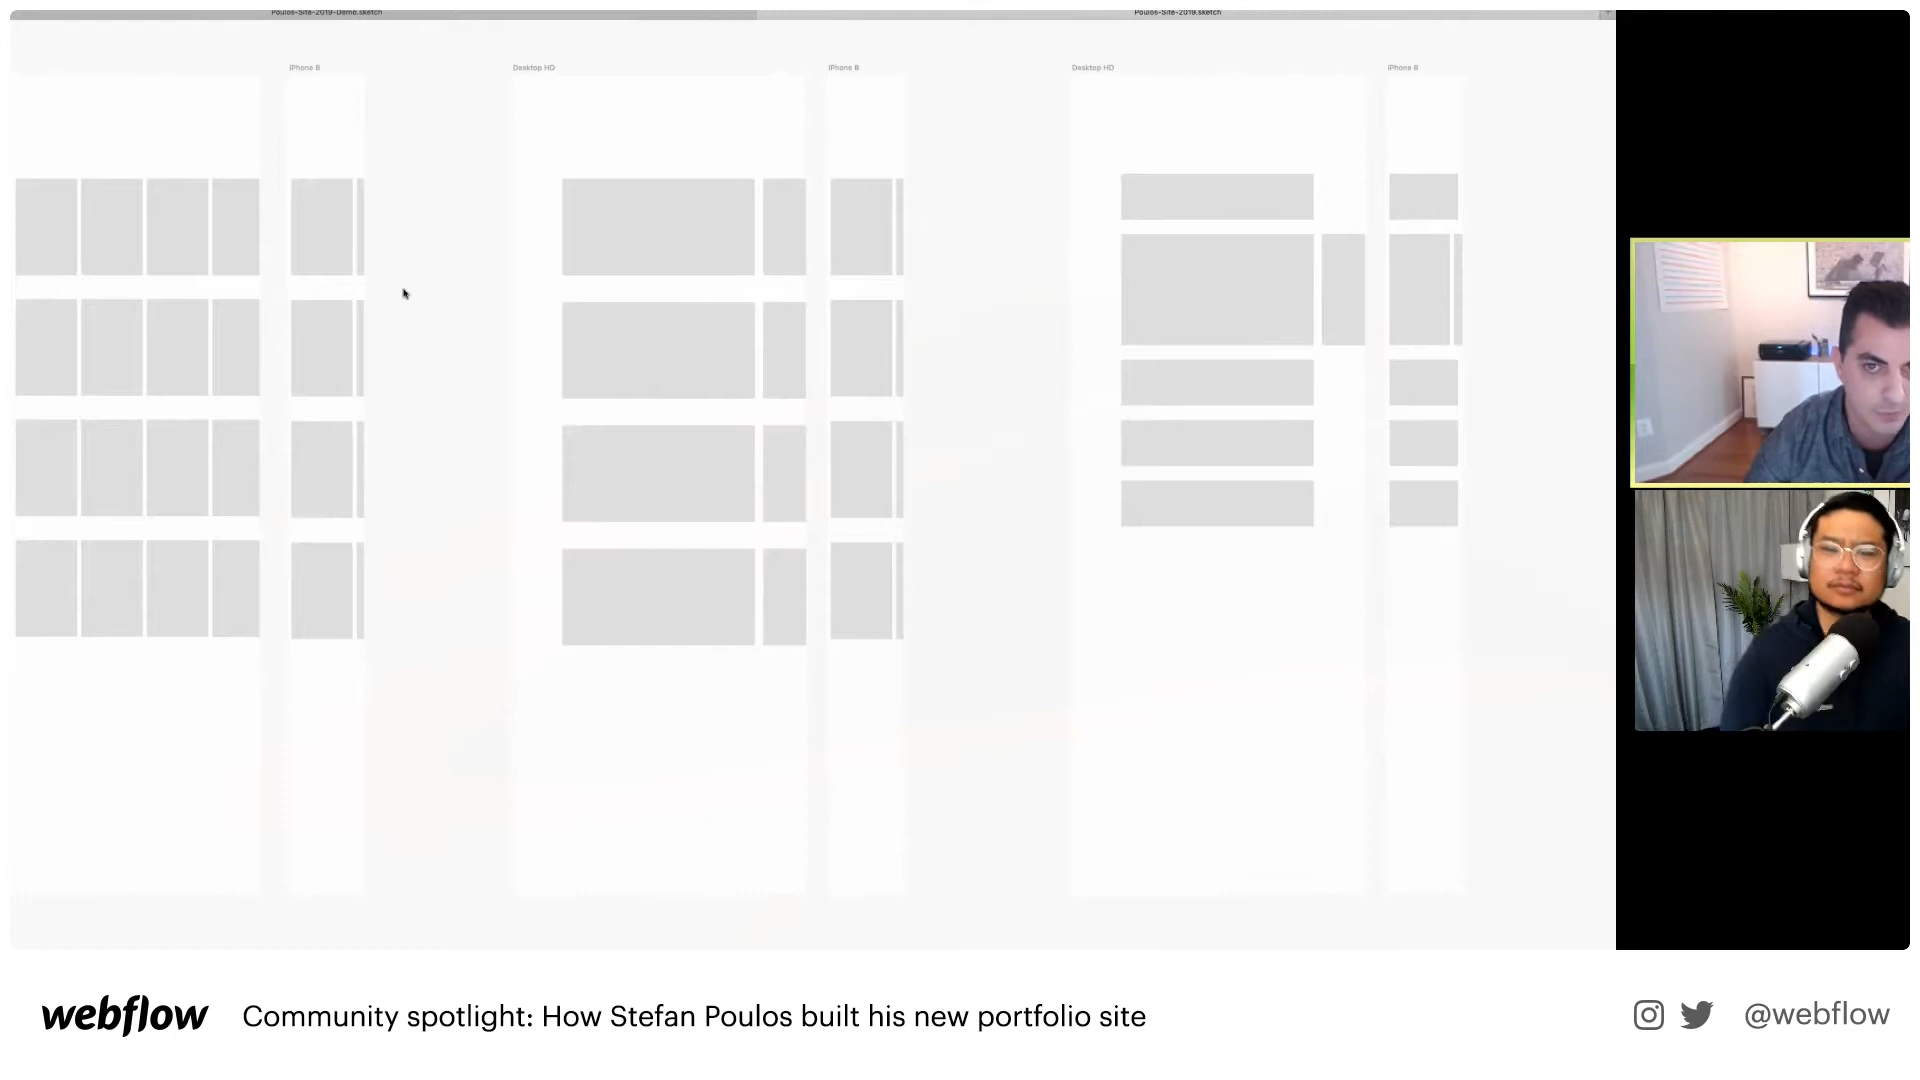 Poulos-Site-2019-Demo.sketch
Poulos-Site-2019.sketch
iPhone 8
Desktop HD
iPhone 8
Desktop HD
iPhone 8
webflow
Community spotlight: How Stefan Poulos built his new portfolio site
@webflow